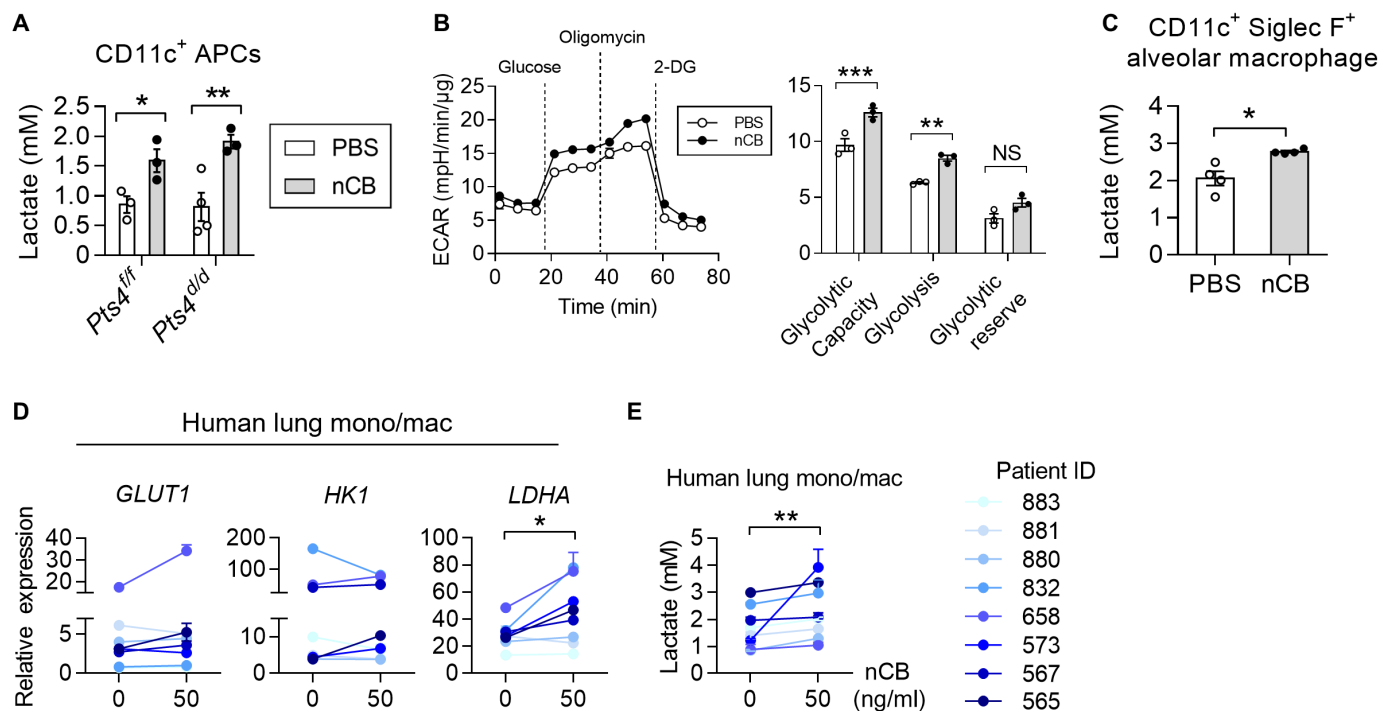 A
CD11c+ APCs
Lactate (mM)
2.5
2.0
1.5
1.0
0.5
0
*
**
Pts4f/f
Pts4d/d
PBS
nCB
B
Oligomycin
Glucose
2-DG
ECAR (mpH/min/µg)
25
20
15
10
5
0
0 20 40 60 80
Time (min)
PBS
nCB
15
10
5
0
***
**
NS
Glycolytic
Capacity
Glycolysis
Glycolytic
reserve
C
CD11c+ Siglec F+
alveolar macrophage
Lactate (mM)
4
3
2
1
0
*
PBS nCB
D
Human lung mono/mac
Relative expression
GLUT1
40
30
20
5
0
0 50
HK1
200
100
10
0
0 50
LDHA
*
100
80
60
40
20
0
0 50
E
Human lung mono/mac
**
Lactate (mM)
5
4
3
2
1
0
0 50
nCB
(ng/ml)
Patient ID
883
881
880
832
658
573
567
565